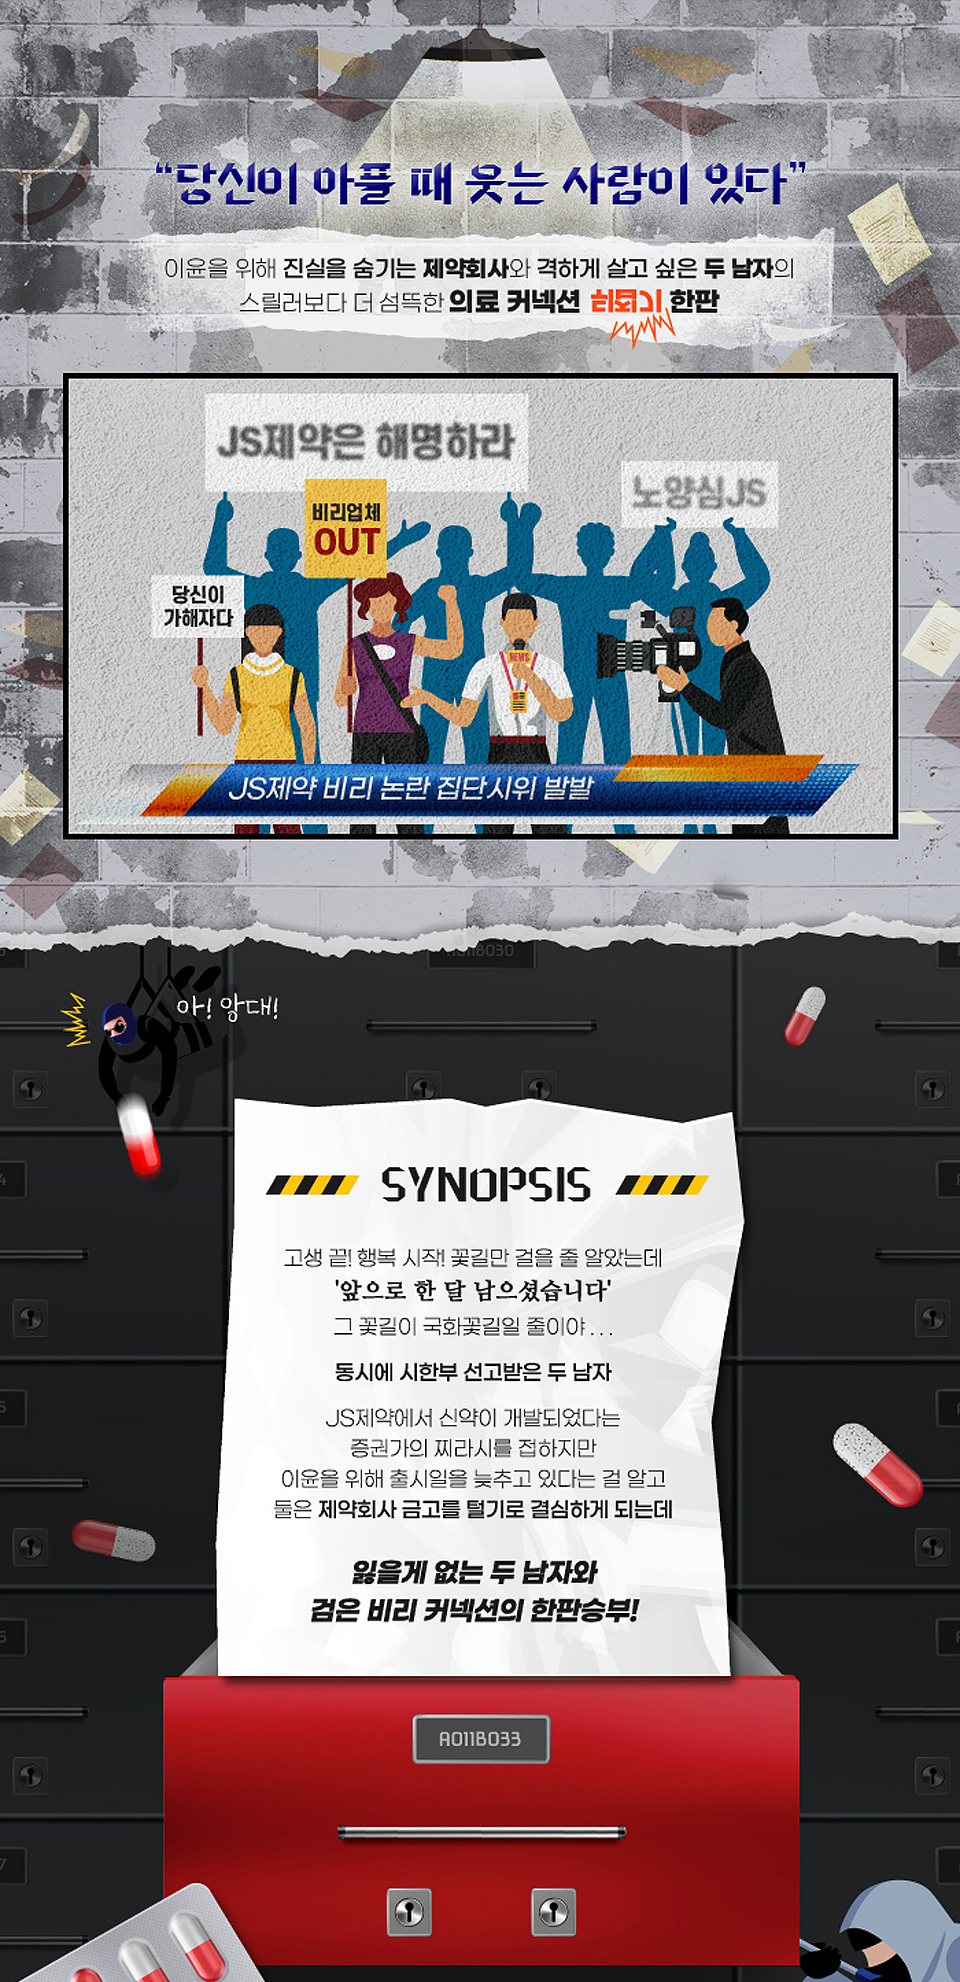 “당신이 아플 때 웃는 사람이 있다”
이윤을 위해 진실을 숨기는 제약회사와 격하게 살고 싶은 두 남자의
스릴러보다 더 섬뜩한 의료 커넥션 뒤집기 한판
JS제약은 해명하라
노양심JS
비리업체
OUT
당신이
가해자다
NEWS
JS제약 비리 논란 집단시위 발발
A011B030
아! 앙대!
SYNOPSIS
고생 끝! 행복 시작! 꽃길만 걸을 줄 알았는데
'앞으로 한 달 남으셨습니다'
그 꽃길이 국화꽃길일 줄이야 . . .
동시에 시한부 선고받은 두 남자
JS제약에서 신약이 개발되었다는
증권가의 찌라시를 접하지만
이윤을 위해 출시일을 늦추고 있다는 걸 알고
둘은 제약회사 금고를 털기로 결심하게 되는데
잃을게 없는 두 남자와
검은 비리 커넥션의 한판승부!
A011B033